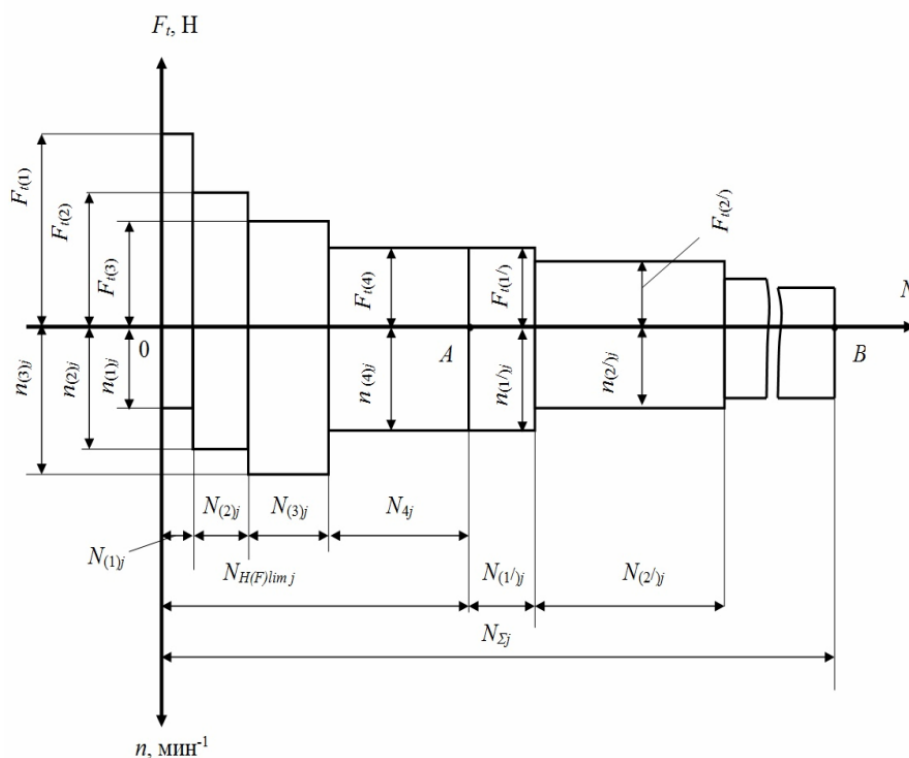 F_t, Н
F_t(1)
F_t(2)
F_t(3)
F_t(4)
F_t(1/)
F_t(2/)
N
0
A
B
n_(3)j
n_(2)j
n_(1)j
n_(4)j
n_(1/)j
n_(2/)j
N_(1)j
N_(2)j
N_(3)j
N_4j
N_H(F)lim j
N_(1/)j
N_(2/)j
N_Σj
n, мин⁻¹